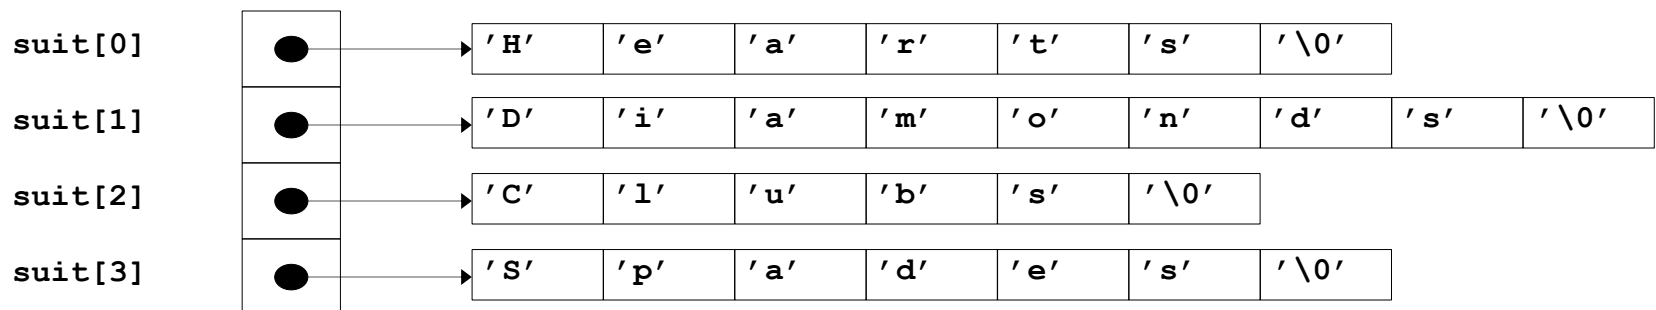 suit[0] 'H' 'e' 'a' 'r' 't' 's' '\0'
suit[1] 'D' 'i' 'a' 'm' 'o' 'n' 'd' 's' '\0'
suit[2] 'C' 'l' 'u' 'b' 's' '\0'
suit[3] 'S' 'p' 'a' 'd' 'e' 's' '\0'